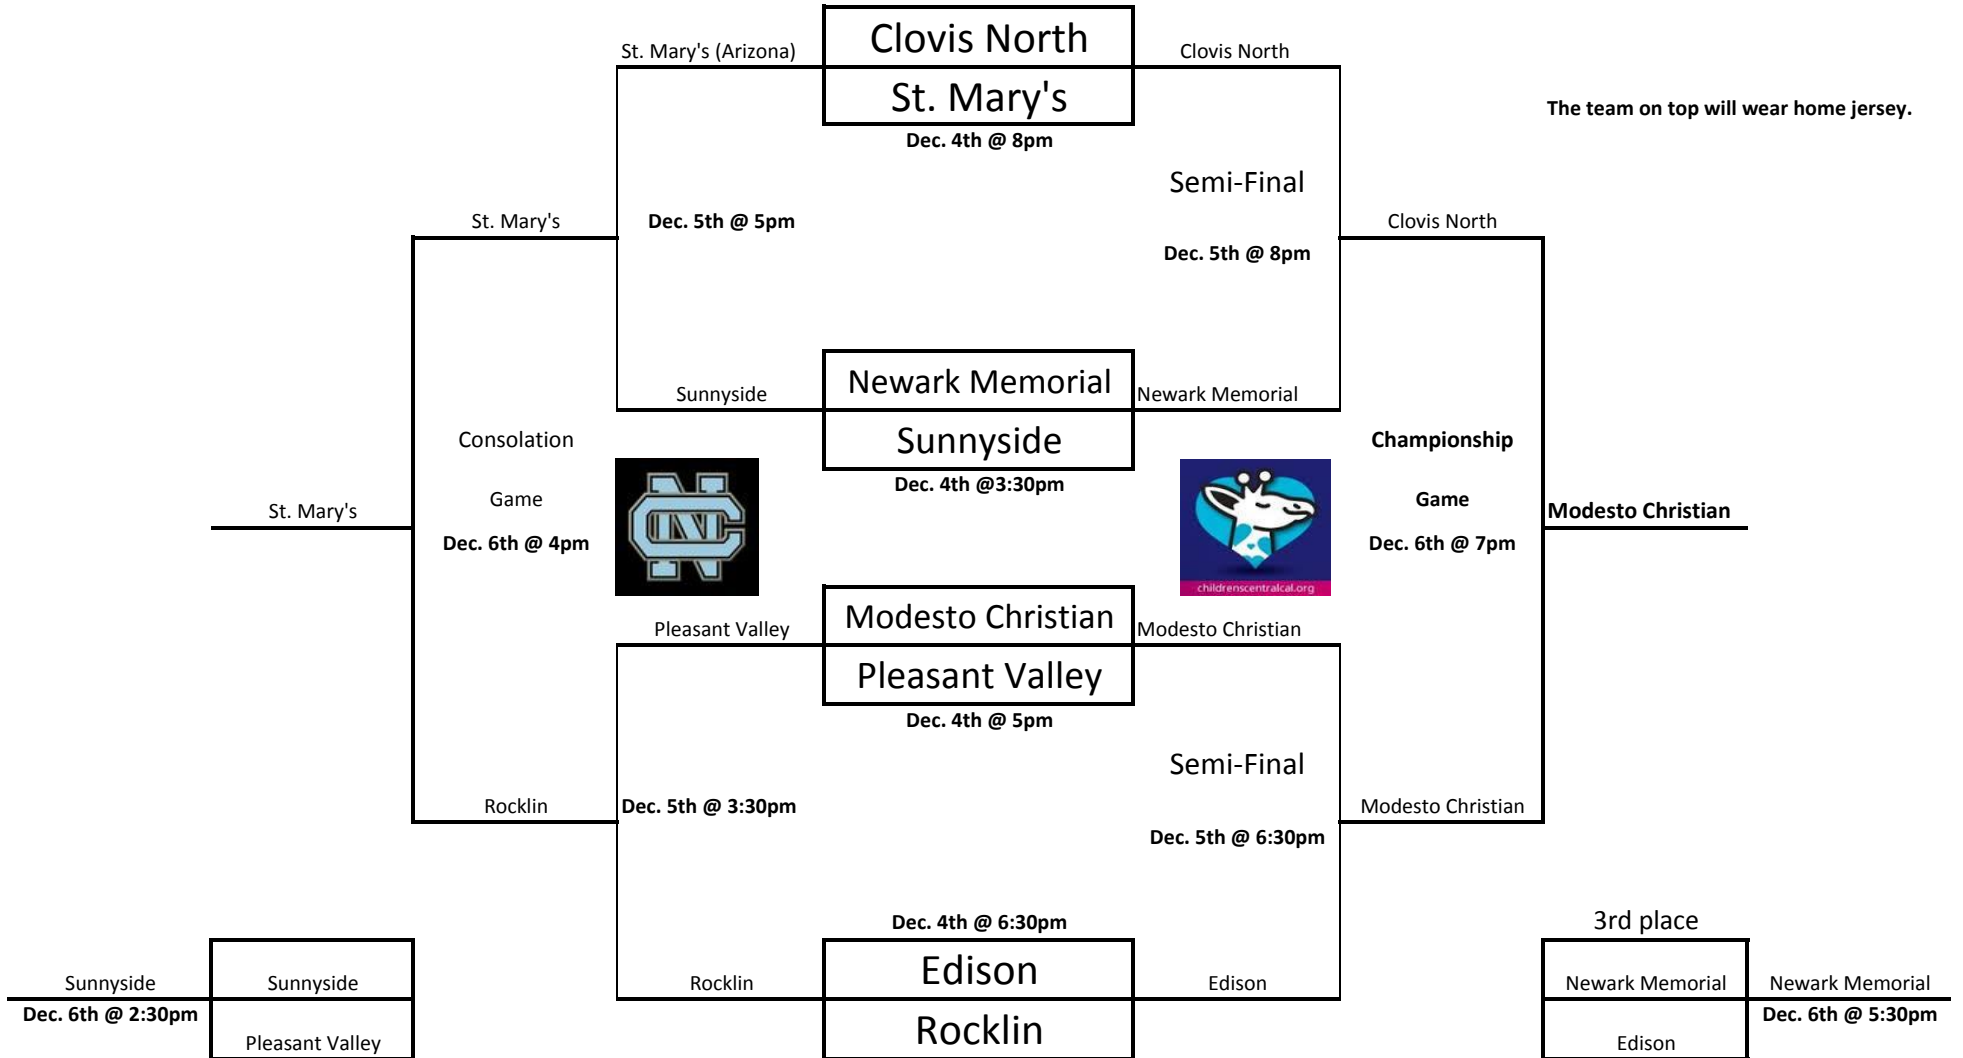 Clovis North
St. Mary's (Arizona)
Clovis North
St. Mary's
The team on top will wear home jersey.
Dec. 4th @ 8pm
Semi-Final
St. Mary's
Dec. 5th @ 5pm
Clovis North
Dec. 5th @ 8pm
Newark Memorial
Sunnyside
Newark Memorial
Sunnyside
Consolation
Championship
Dec. 4th @3:30pm
Game
Game
St. Mary's
Modesto Christian
Dec. 6th @ 4pm
Dec. 6th @ 7pm
NC
childrenscentralcal.org
Modesto Christian
Pleasant Valley
Modesto Christian
Pleasant Valley
Dec. 4th @ 5pm
Semi-Final
Rocklin
Dec. 5th @ 3:30pm
Modesto Christian
Dec. 5th @ 6:30pm
Dec. 4th @ 6:30pm
3rd place
Edison
Sunnyside
Sunnyside
Rocklin
Edison
Newark Memorial
Newark Memorial
Dec. 6th @ 2:30pm
Dec. 6th @ 5:30pm
Rocklin
Pleasant Valley
Edison